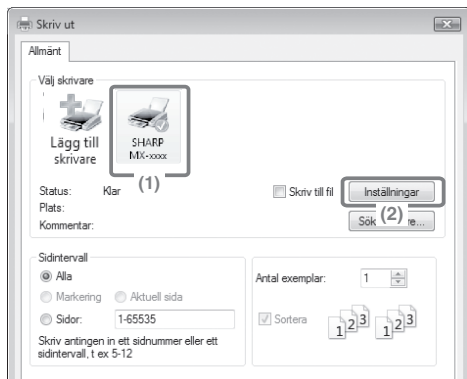 Skriv ut
Allmänt
Välj skrivare
Lägg till
skrivare
SHARP
MX-xxxx
(1)
Status: Klar
Plats:
Kommentar:
Skriv till fil
Inställningar
(2)
Sidintervall
Alla
Markering Aktuell sida
Sidor: 1-65535
Skriv antingen in ett sidnummer eller ett
sidintervall, t ex 5-12
Antal exemplar: 1
Sortera
1 2 3 1 2 3